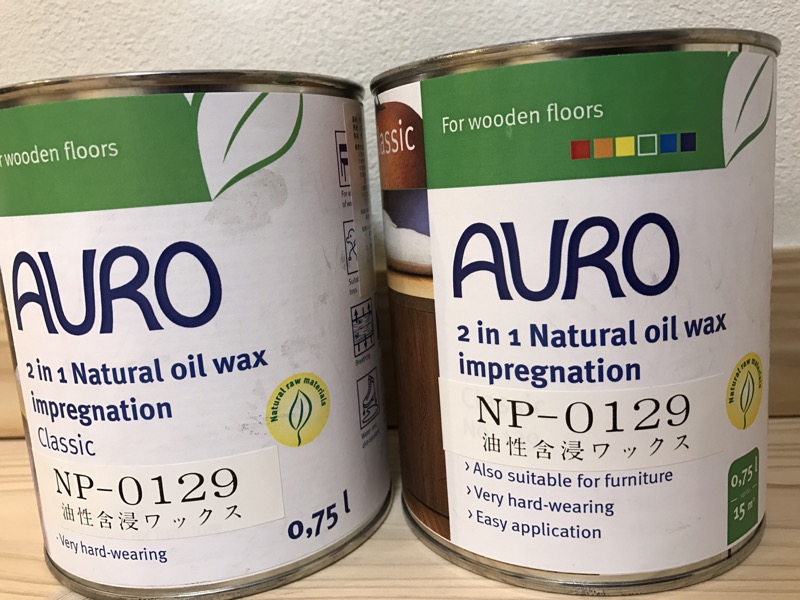 r wooden floors
AURO
2 in 1 Natural oil wax
impregnation
Classic
Natural raw materials
NP-0129
油性含浸ワックス
Very hard-wearing
0,75 l
assic
For wooden floors
AURO
2 in 1 Natural oil wax
impregnation
Natural raw materials
NP-0129
油性含浸ワックス
› Also suitable for furniture
› Very hard-wearing
› Easy application
0,75 l
15 m²